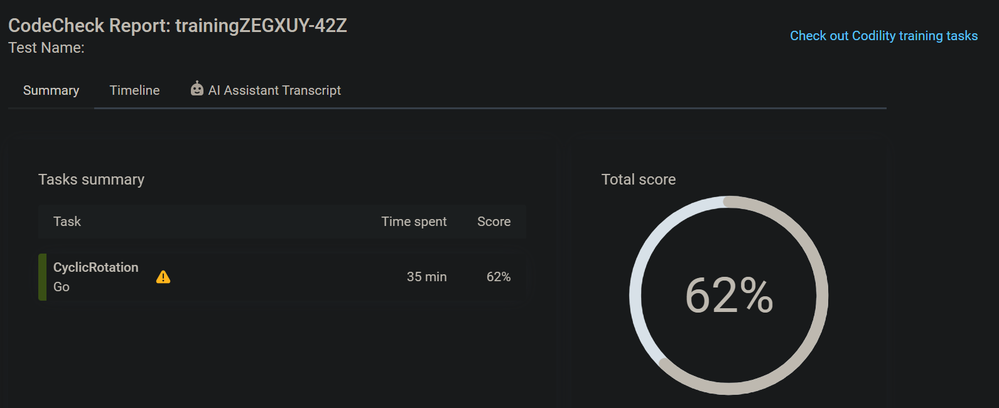 CodeCheck Report: trainingZEGXUY-42Z
Test Name:
Check out Codility training tasks
Summary
Timeline
AI Assistant Transcript
Tasks summary
Task
Time spent
Score
CyclicRotation
Go
35 min
62%
Total score
62%